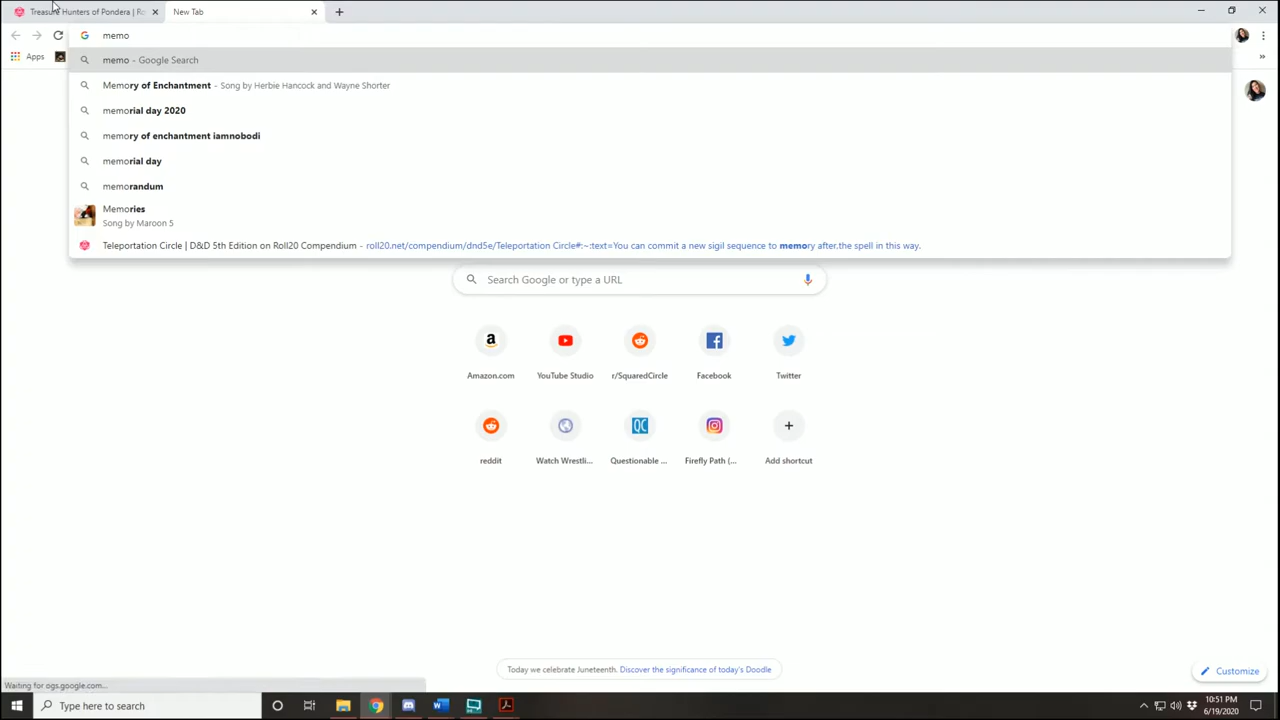 Treasure Hunters of Pondera | Ro
New Tab
memo
Apps
memo - Google Search
Memory of Enchantment - Song by Herbie Hancock and Wayne Shorter
memorial day 2020
memory of enchantment iamnobodi
memorial day
memorandum
Memories
Song by Maroon 5
Teleportation Circle | D&D 5th Edition on Roll20 Compendium - roll20.net/compendium/dnd5e/Teleportation Circle#:~:text=You can commit a new sigil sequence to memory after.the spell in this way.
Search Google or type a URL
Amazon.com
YouTube Studio
r/SquaredCircle
Facebook
Twitter
reddit
Watch Wrestli...
Questionable ...
Firefly Path (...
Add shortcut
Today we celebrate Juneteenth. Discover the significance of today's Doodle
Customize
Waiting for ogs.google.com...
Type here to search
10:51 PM
6/19/2020